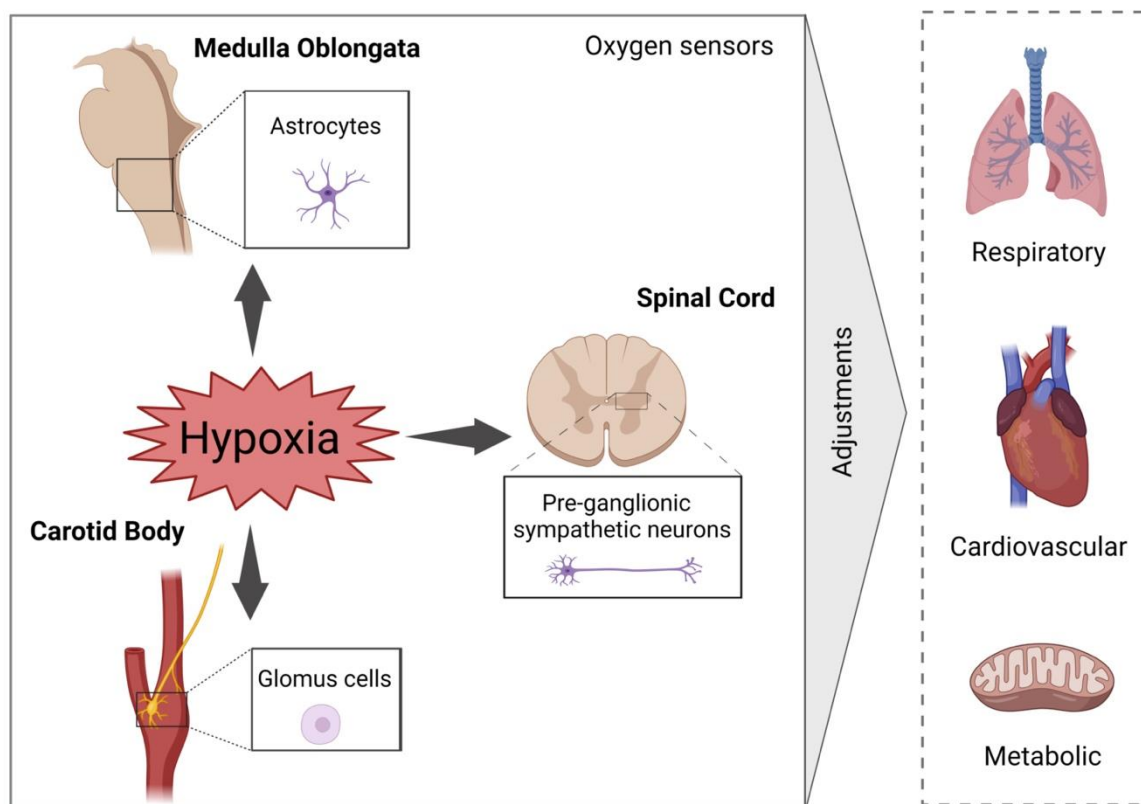 Medulla Oblongata
Oxygen sensors
Astrocytes
Spinal Cord
Hypoxia
Pre-ganglionic
sympathetic neurons
Carotid Body
Glomus cells
Adjustments
Respiratory
Cardiovascular
Metabolic